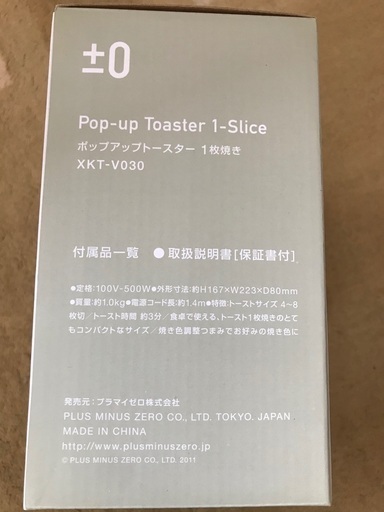 ±0
Pop-up Toaster 1-Slice
ポップアップトースター 1枚焼き
XKT-V030
付属品一覧 ●取扱説明書[保証書付]
●定格:100V-500W●外形寸法:約H167×W223×D80mm
●質量:約1.0kg●電源コード長:約1.4m●特徴:トーストサイズ 4~8
枚切/トースト時間 約3分/食卓で使える、トースト1枚焼きのとて
もコンパクトなサイズ/焼き色調整つまみでお好みの焼き色に
発売元:プラマイゼロ株式会社
PLUS MINUS ZERO CO., LTD. TOKYO. JAPAN
MADE IN CHINA
http://www.plusminuszero.jp
© PLUS MINUS ZERO CO., LTD. 2011